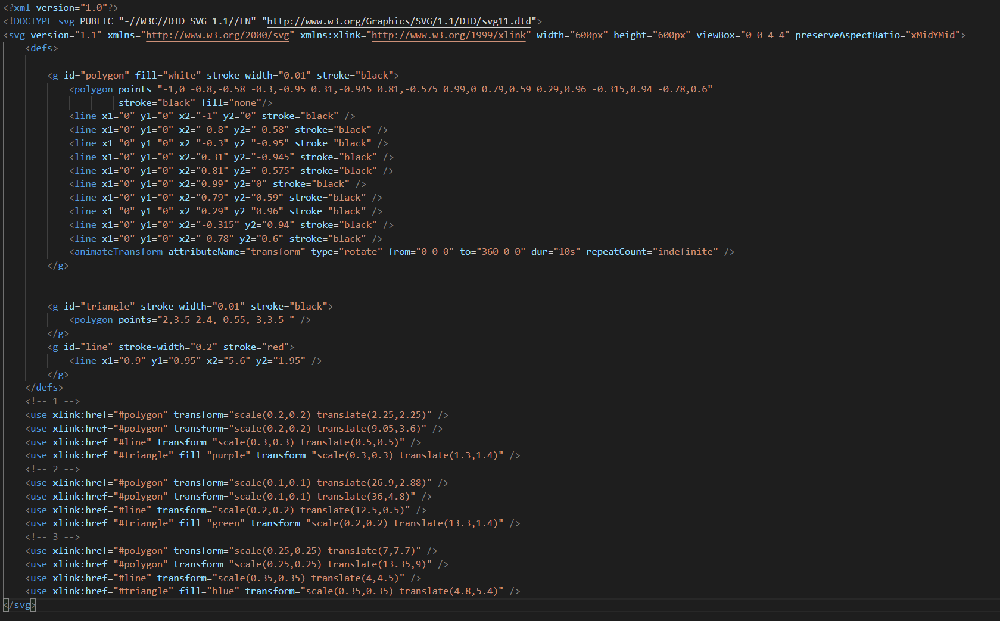 <?xml version="1.0"?>
<!DOCTYPE svg PUBLIC "-//W3C//DTD SVG 1.1//EN" "http://www.w3.org/Graphics/SVG/1.1/DTD/svg11.dtd">
<svg version="1.1" xmlns="http://www.w3.org/2000/svg" xmlns:xlink="http://www.w3.org/1999/xlink" width="600px" height="600px" viewBox="0 0 4 4" preserveAspectRatio="xMidYMid">
<defs>
<g id="polygon" fill="white" stroke-width="0.01" stroke="black">
<polygon points="-1,0 -0.8,-0.58 -0.3,-0.95 0.31,-0.945 0.81,-0.575 0.99,0 0.79,0.59 0.29,0.96 -0.315,0.94 -0.78,0.6"
stroke="black" fill="none"/>
<line x1="0" y1="0" x2="-1" y2="0" stroke="black" />
<line x1="0" y1="0" x2="-0.8" y2="-0.58" stroke="black" />
<line x1="0" y1="0" x2="-0.3" y2="-0.95" stroke="black" />
<line x1="0" y1="0" x2="0.31" y2="-0.945" stroke="black" />
<line x1="0" y1="0" x2="0.81" y2="-0.575" stroke="black" />
<line x1="0" y1="0" x2="0.99" y2="0" stroke="black" />
<line x1="0" y1="0" x2="0.79" y2="0.59" stroke="black" />
<line x1="0" y1="0" x2="0.29" y2="0.96" stroke="black" />
<line x1="0" y1="0" x2="-0.315" y2="0.94" stroke="black" />
<line x1="0" y1="0" x2="-0.78" y2="0.6" stroke="black" />
<animateTransform attributeName="transform" type="rotate" from="0 0 0" to="360 0 0" dur="10s" repeatCount="indefinite" />
</g>
<g id="triangle" stroke-width="0.01" stroke="black">
<polygon points="2,3.5 2.4, 0.55, 3,3.5 " />
</g>
<g id="line" stroke-width="0.2" stroke="red">
<line x1="0.9" y1="0.95" x2="5.6" y2="1.95" />
</g>
</defs>
<!-- 1 -->
<use xlink:href="#polygon" transform="scale(0.2,0.2) translate(2.25,2.25)" />
<use xlink:href="#polygon" transform="scale(0.2,0.2) translate(9.05,3.6)" />
<use xlink:href="#line" transform="scale(0.3,0.3) translate(0.5,0.5)" />
<use xlink:href="#triangle" fill="purple" transform="scale(0.3,0.3) translate(1.3,1.4)" />
<!-- 2 -->
<use xlink:href="#polygon" transform="scale(0.1,0.1) translate(26.9,2.88)" />
<use xlink:href="#polygon" transform="scale(0.1,0.1) translate(36,4.8)" />
<use xlink:href="#line" transform="scale(0.2,0.2) translate(12.5,0.5)" />
<use xlink:href="#triangle" fill="green" transform="scale(0.2,0.2) translate(13.3,1.4)" />
<!-- 3 -->
<use xlink:href="#polygon" transform="scale(0.25,0.25) translate(7,7.7)" />
<use xlink:href="#polygon" transform="scale(0.25,0.25) translate(13.35,9)" />
<use xlink:href="#line" transform="scale(0.35,0.35) translate(4,4.5)" />
<use xlink:href="#triangle" fill="blue" transform="scale(0.35,0.35) translate(4.8,5.4)" />
</svg>